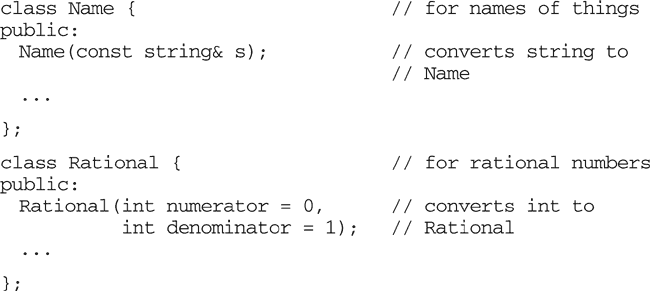 class Name {                          // for names of things
public:
  Name(const string& s);              // converts string to
                                      // Name
  ...
};
class Rational {                      // for rational numbers
public:
  Rational(int numerator = 0,         // converts int to
           int denominator = 1);      // Rational
  ...
};